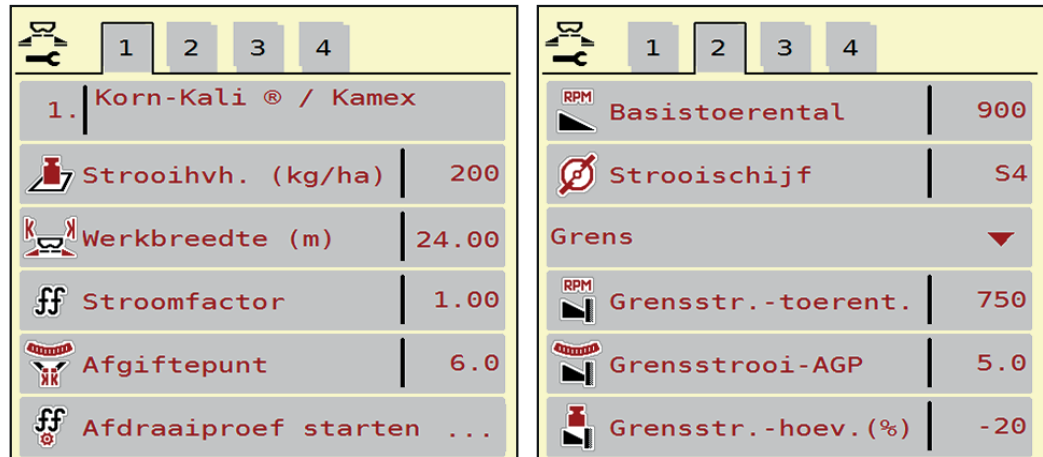 1 2 3 4
1. Korn-Kali ® / Kamex
Strooihvh. (kg/ha) 200
Werkbreedte (m) 24.00
Stroomfactor 1.00
Afgiftepunt 6.0
Afdraaiproef starten ...
1 2 3 4
RPM Basistoerental 900
Strooischijf S4
Grens
RPM Grensstr.-toerent. 750
Grensstrooi-AGP 5.0
Grensstr.-hoev.(%) -20